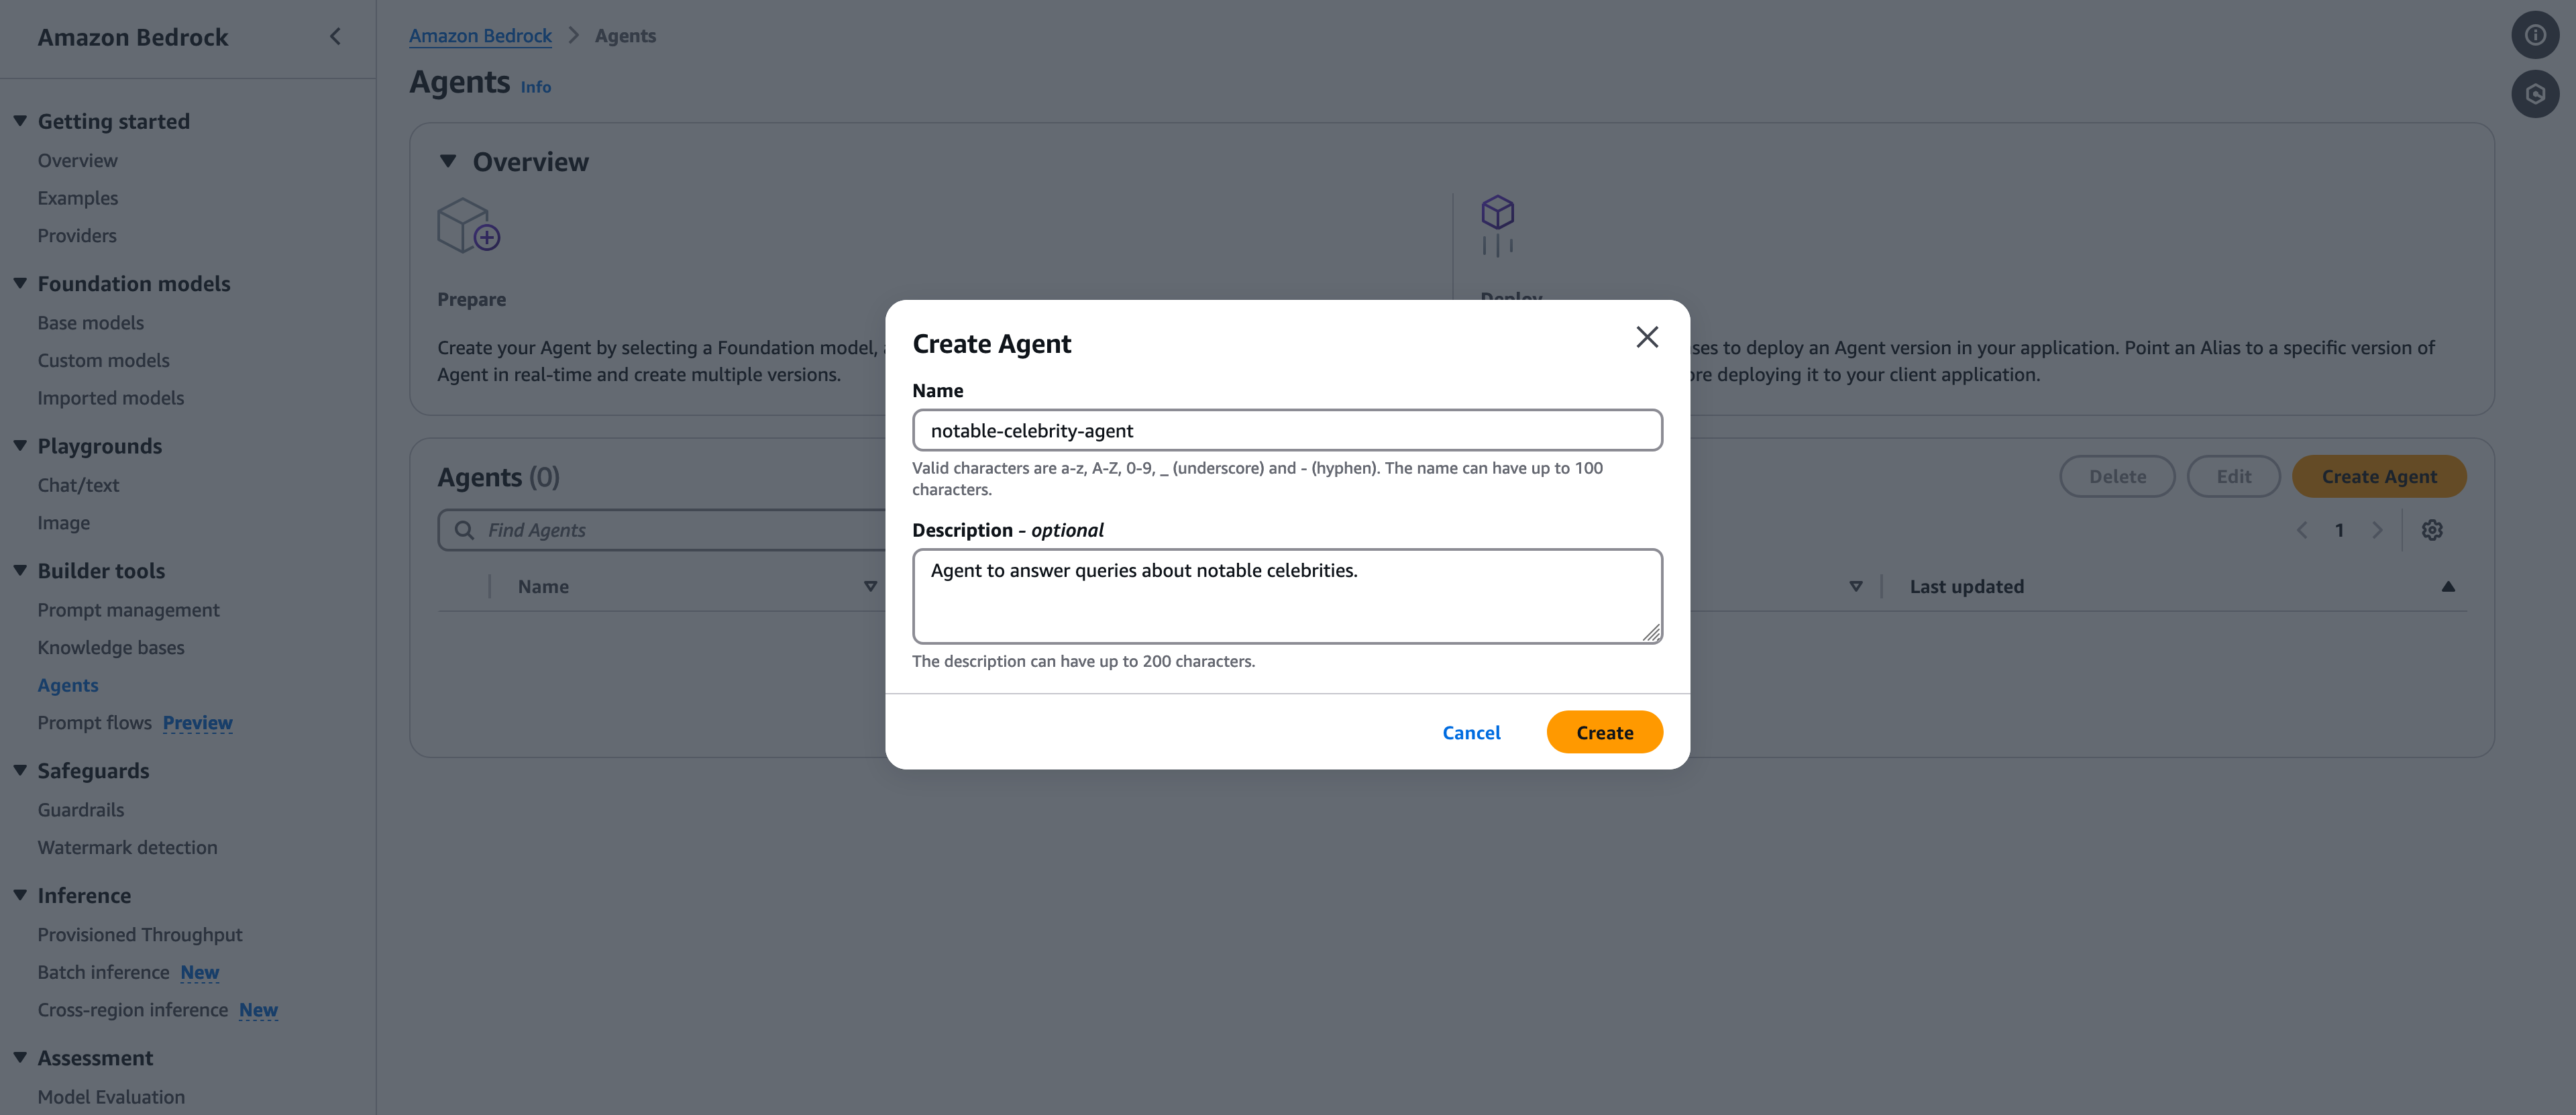 Amazon Bedrock
Getting started
Overview
Examples
Providers
Foundation models
Base models
Custom models
Imported models
Playgrounds
Chat/text
Image
Builder tools
Prompt management
Knowledge bases
Agents
Prompt flows Preview
Safeguards
Guardrails
Watermark detection
Inference
Provisioned Throughput
Batch inference New
Cross-region inference New
Assessment
Model Evaluation
Amazon Bedrock > Agents
Agents Info
Overview
Prepare
Create your Agent by selecting a Foundation model,
Agent in real-time and create multiple versions.
Deploy
ses to deploy an Agent version in your application. Point an Alias to a specific version of
re deploying it to your client application.
Agents (0)
Delete
Edit
Create Agent
Find Agents
1
Name
Last updated
Create Agent
Name
notable-celebrity-agent
Valid characters are a-z, A-Z, 0-9, _ (underscore) and - (hyphen). The name can have up to 100
characters.
Description - optional
Agent to answer queries about notable celebrities.
The description can have up to 200 characters.
Cancel
Create